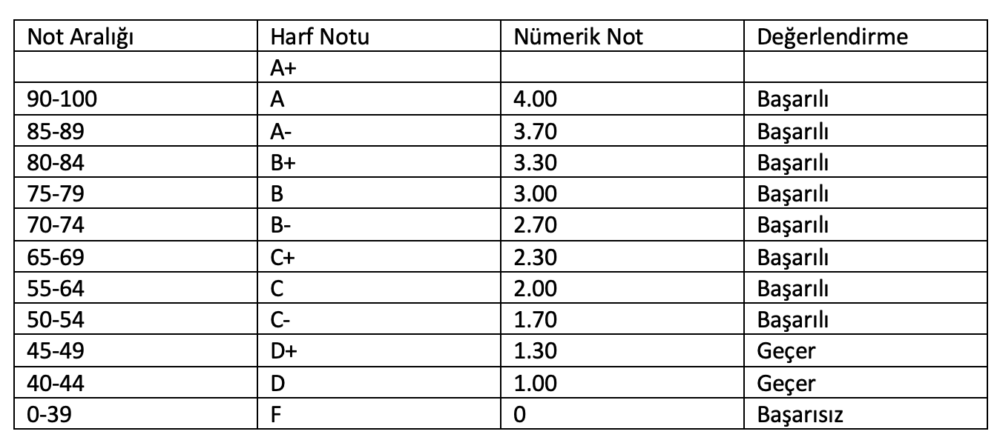 Not Aralığı Harf Notu Nümerik Not Değerlendirme
A+
90-100 A 4.00 Başarılı
85-89 A- 3.70 Başarılı
80-84 B+ 3.30 Başarılı
75-79 B 3.00 Başarılı
70-74 B- 2.70 Başarılı
65-69 C+ 2.30 Başarılı
55-64 C 2.00 Başarılı
50-54 C- 1.70 Başarılı
45-49 D+ 1.30 Geçer
40-44 D 1.00 Geçer
0-39 F 0 Başarısız